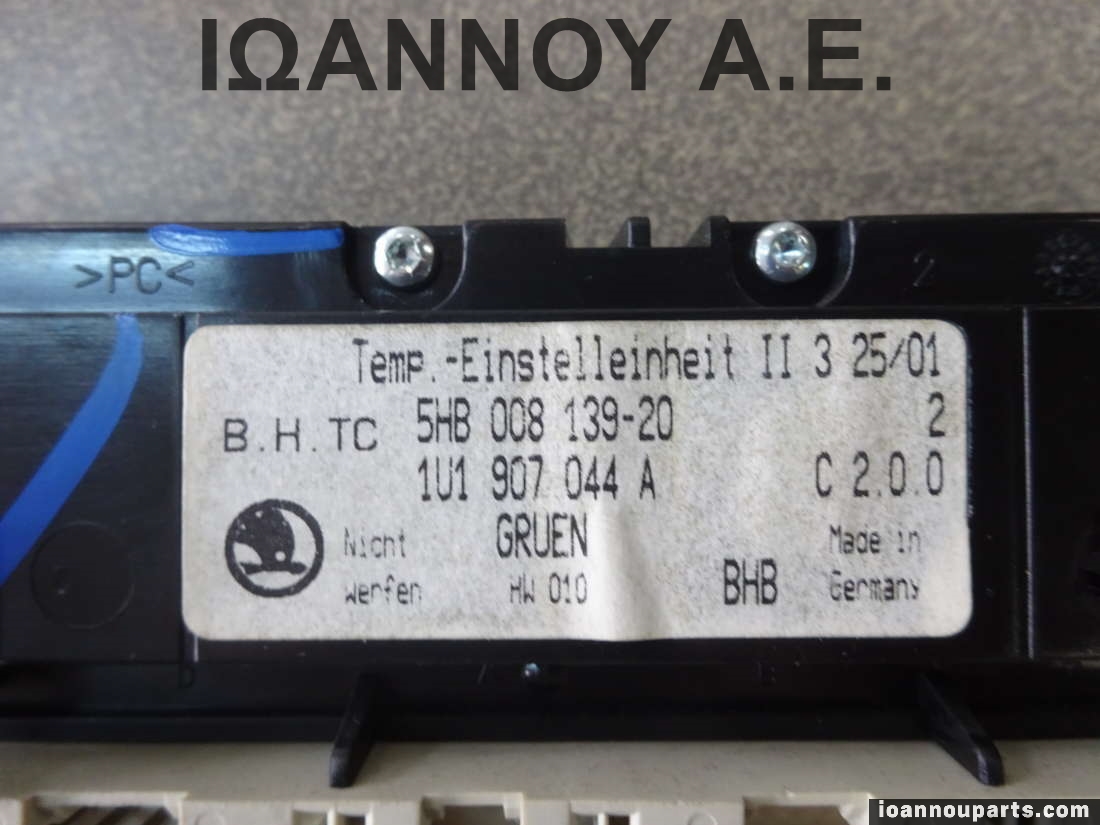 ΙΩΑΝΝΟΥ Α.Ε.
>PC<
2
Temp.-Einstelleinheit II 3 25/01
B.H.TC 5HB 008 139-20 2
1U1 907 044 A C 2.0.0
Nicht GRUEN Made in
werfen HW 010 BHB Germany
ioannouparts.com